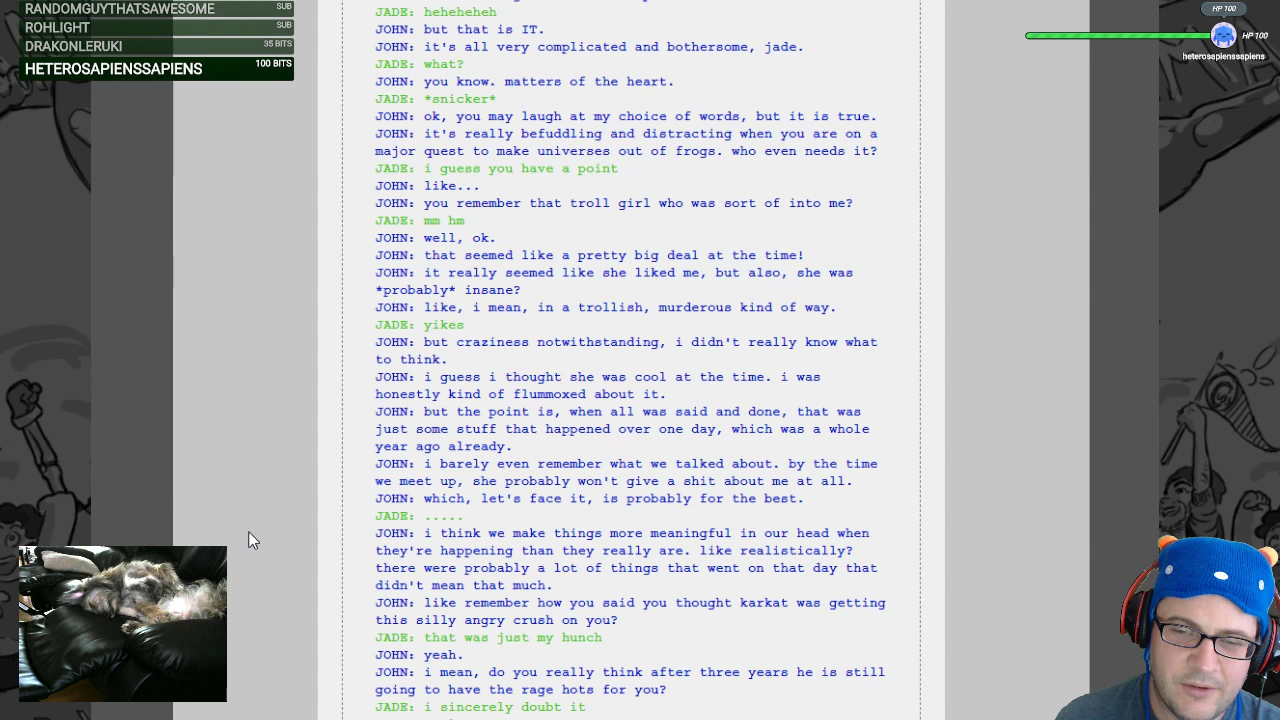 RANDOMGUYTHATSAWESOME SUB
ROHLIGHT SUB
DRAKONLERUKI 35 BITS
HETEROSAPIENSSAPIENS 100 BITS
HP 100
HP 100
heterosapienssapiens
JADE: heheheheh
JOHN: but that is IT.
JOHN: it's all very complicated and bothersome, jade.
JADE: what?
JOHN: you know. matters of the heart.
JADE: *snicker*
JOHN: ok, you may laugh at my choice of words, but it is true.
JOHN: it's really befuddling and distracting when you are on a
major quest to make universes out of frogs. who even needs it?
JADE: i guess you have a point
JOHN: like...
JOHN: you remember that troll girl who was sort of into me?
JADE: mm hm
JOHN: well, ok.
JOHN: that seemed like a pretty big deal at the time!
JOHN: it really seemed like she liked me, but also, she was
*probably* insane?
JOHN: like, i mean, in a trollish, murderous kind of way.
JADE: yikes
JOHN: but craziness notwithstanding, i didn't really know what
to think.
JOHN: i guess i thought she was cool at the time. i was
honestly kind of flummoxed about it.
JOHN: but the point is, when all was said and done, that was
just some stuff that happened over one day, which was a whole
year ago already.
JOHN: i barely even remember what we talked about. by the time
we meet up, she probably won't give a shit about me at all.
JOHN: which, let's face it, is probably for the best.
JADE: .....
JOHN: i think we make things more meaningful in our head when
they're happening than they really are. like realistically?
there were probably a lot of things that went on that day that
didn't mean that much.
JOHN: like remember how you said you thought karkat was getting
this silly angry crush on you?
JADE: that was just my hunch
JOHN: yeah.
JOHN: i mean, do you really think after three years he is still
going to have the rage hots for you?
JADE: i sincerely doubt it